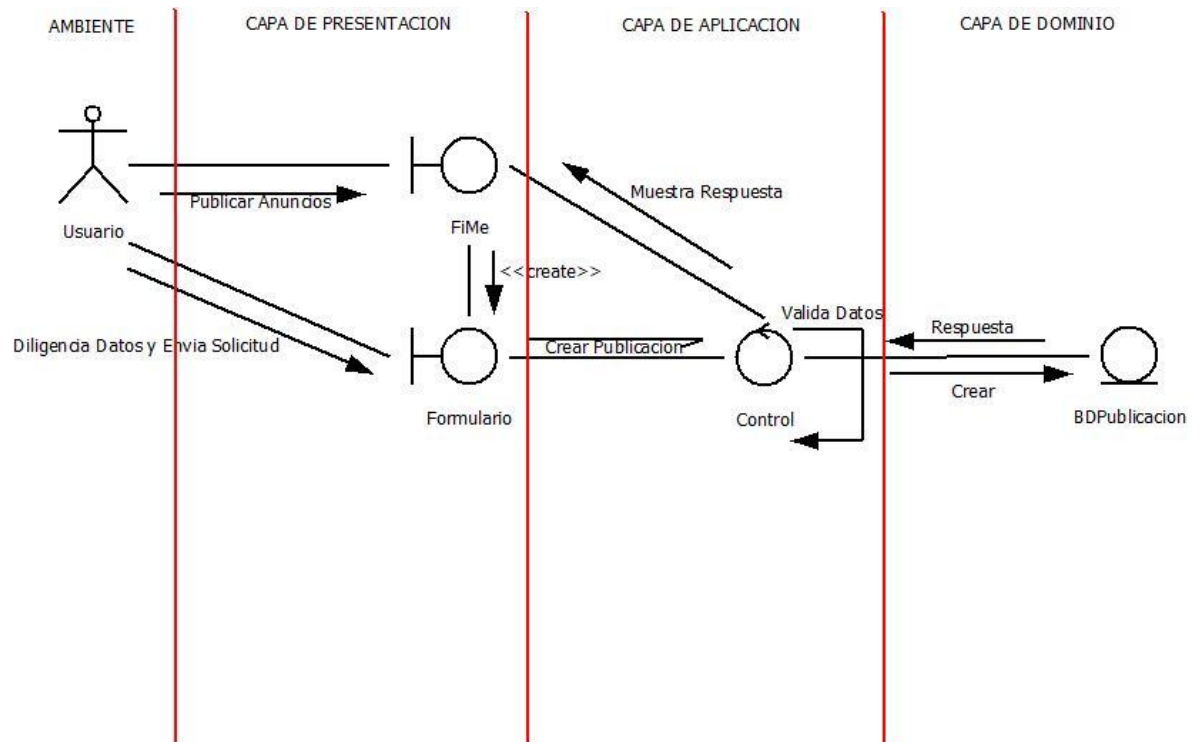 AMBIENTE
CAPA DE PRESENTACION
CAPA DE APLICACION
CAPA DE DOMINIO
Publicar Anuncios
Muestra Respuesta
Usuario
FiMe
<<create>>
Valida Datos
Respuesta
Diligencia Datos y Envia Solicitud
Crear Publicacion
Crear
Formulario
Control
BDPublicacion